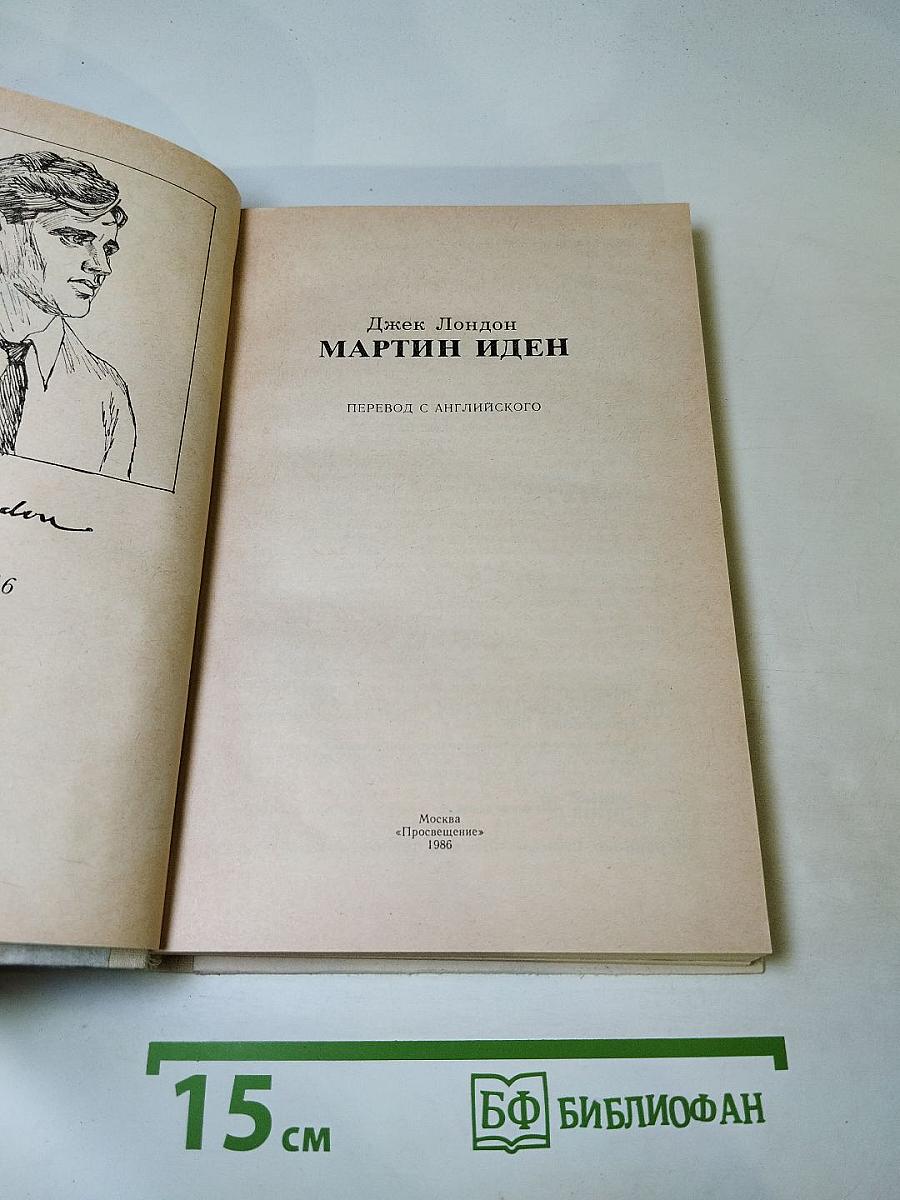 Джек Лондон
МАРТИН ИДЕН
ПЕРЕВОД С АНГЛИЙСКОГО
Москва
«Просвещение»
1986
15 см
БФ БИБЛИОФАН